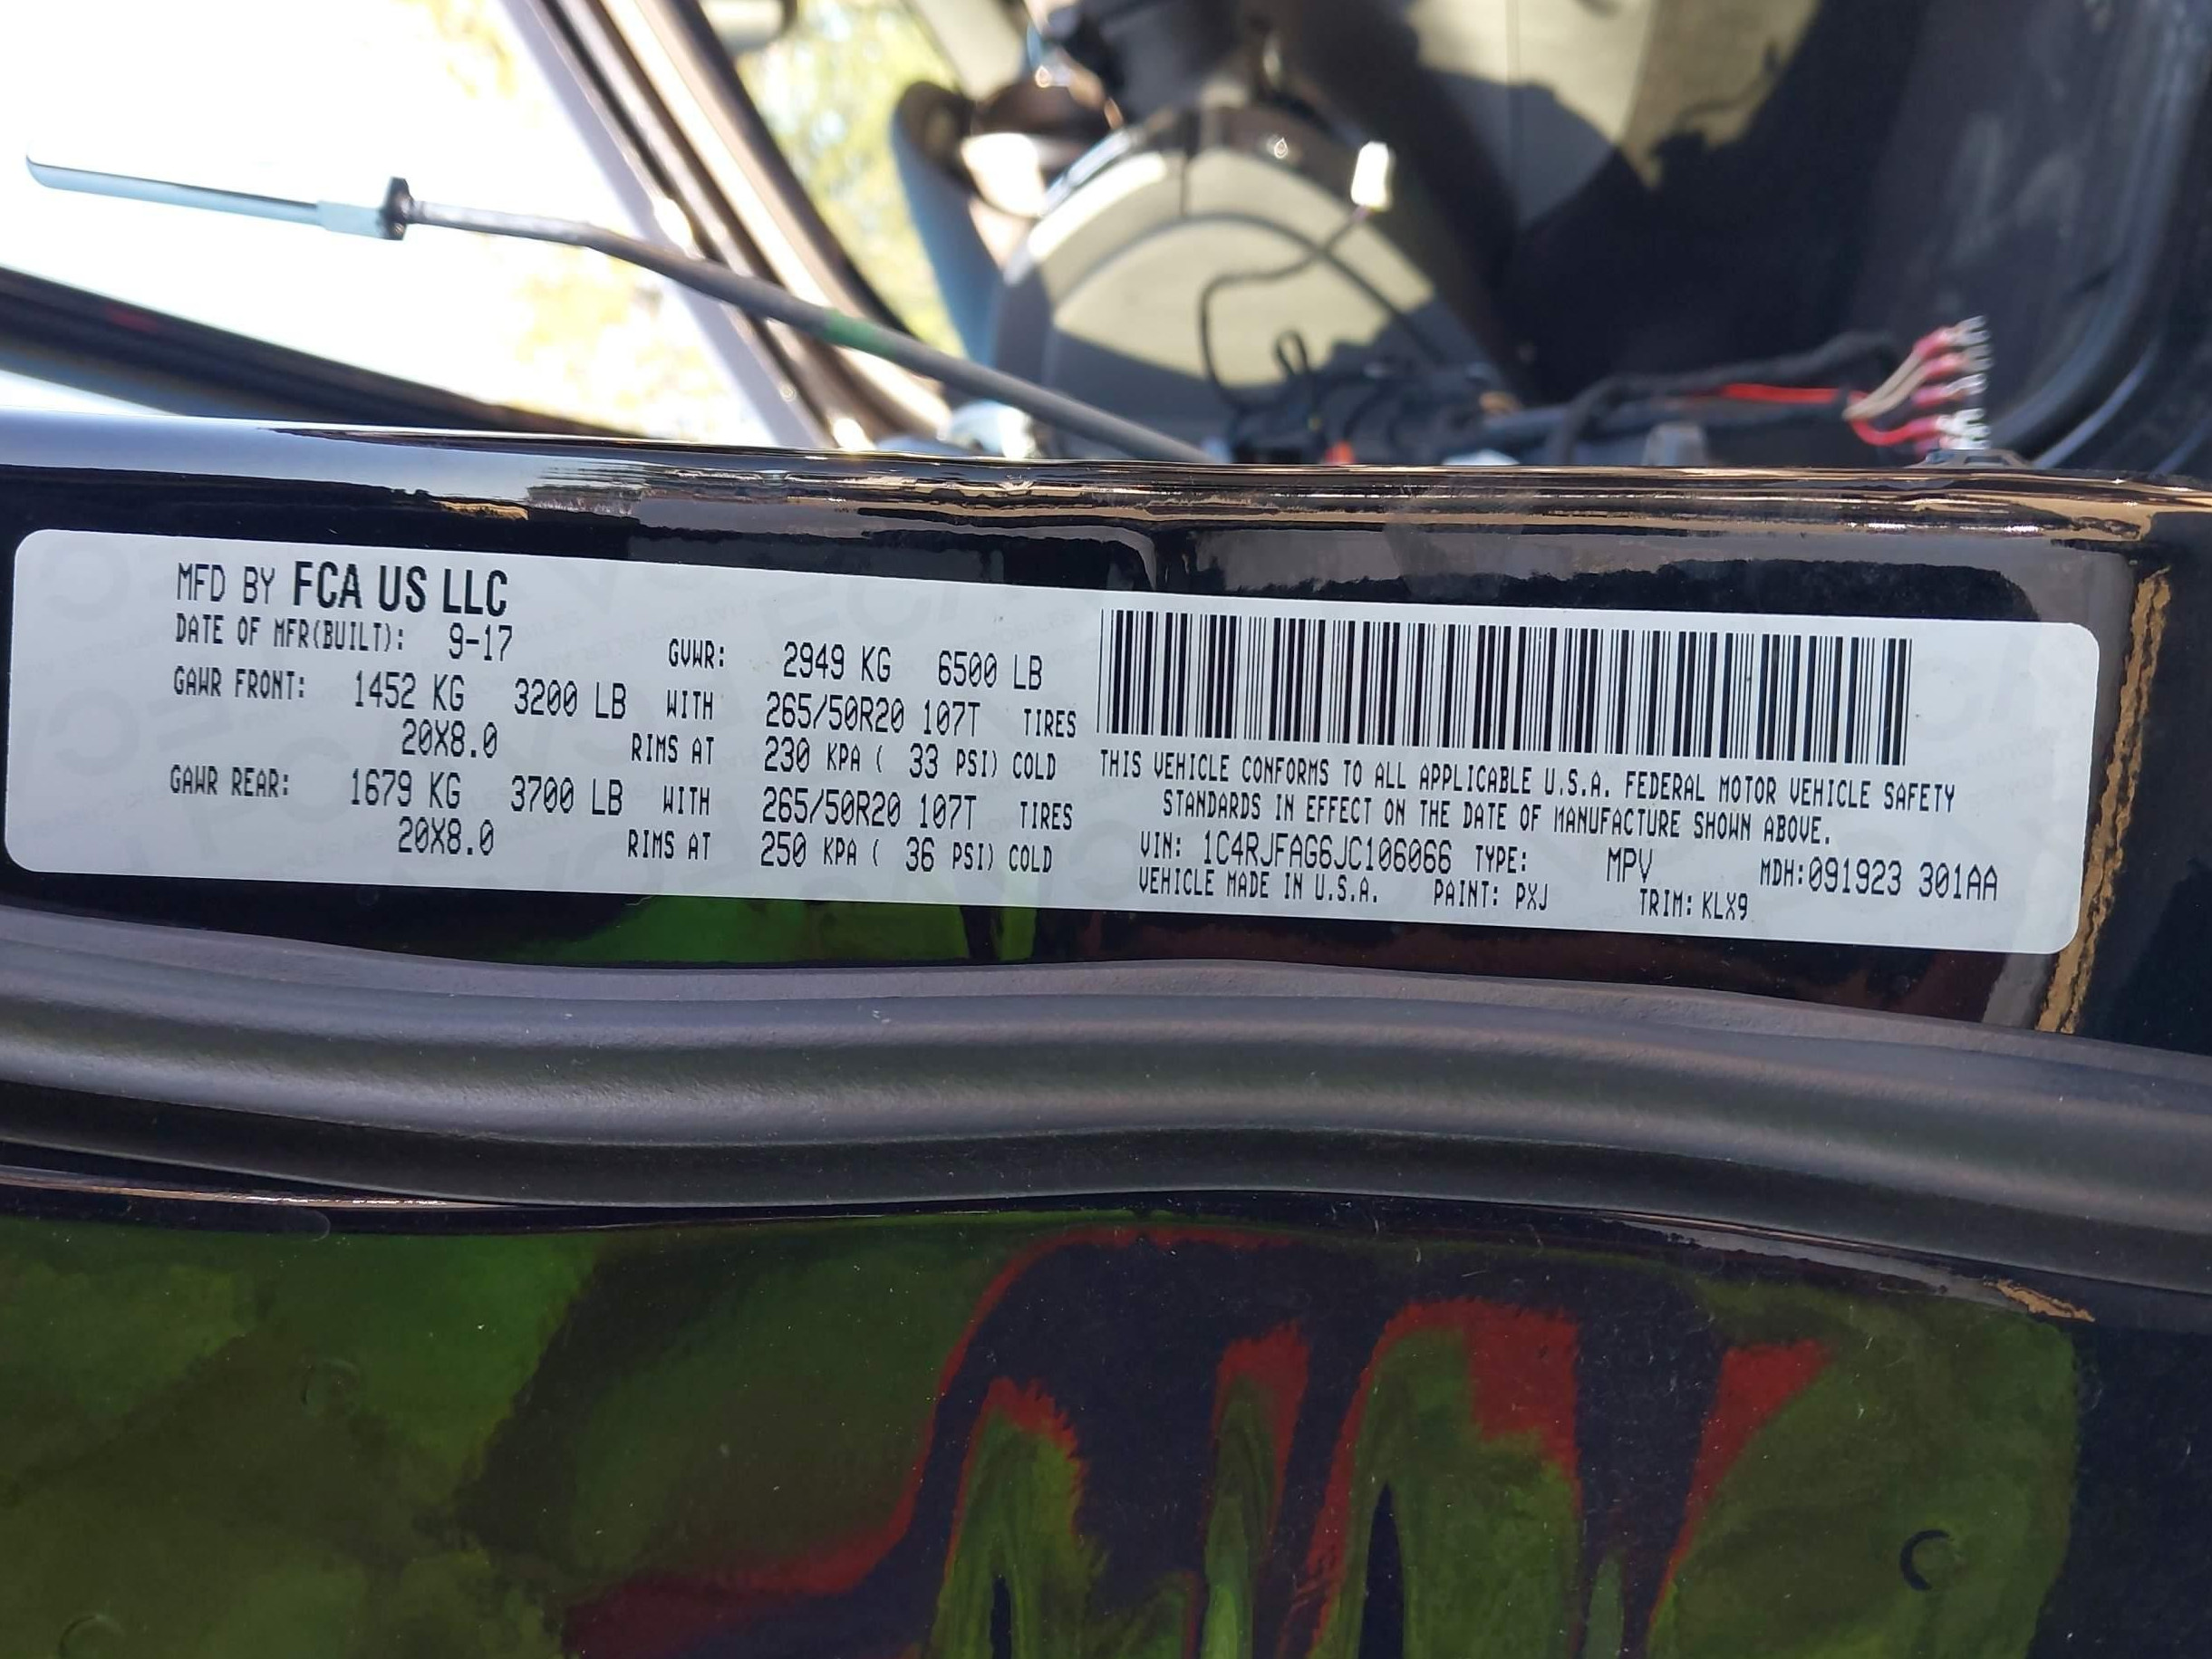 MFD BY FCA US LLC
DATE OF MFR(BUILT): 9-17 GVWR: 2949 KG 6500 LB
GAWR FRONT: 1452 KG 3200 LB WITH 265/50R20 107T TIRES
20X8.0 RIMS AT 230 KPA ( 33 PSI) COLD
GAWR REAR: 1679 KG 3700 LB WITH 265/50R20 107T TIRES
20X8.0 RIMS AT 250 KPA ( 36 PSI) COLD
THIS VEHICLE CONFORMS TO ALL APPLICABLE U.S.A. FEDERAL MOTOR VEHICLE SAFETY
STANDARDS IN EFFECT ON THE DATE OF MANUFACTURE SHOWN ABOVE.
VIN: 1C4RJFAG6JC106066 TYPE: MPV MDH:091923 301AA
VEHICLE MADE IN U.S.A. PAINT: PXJ TRIM: KLX9